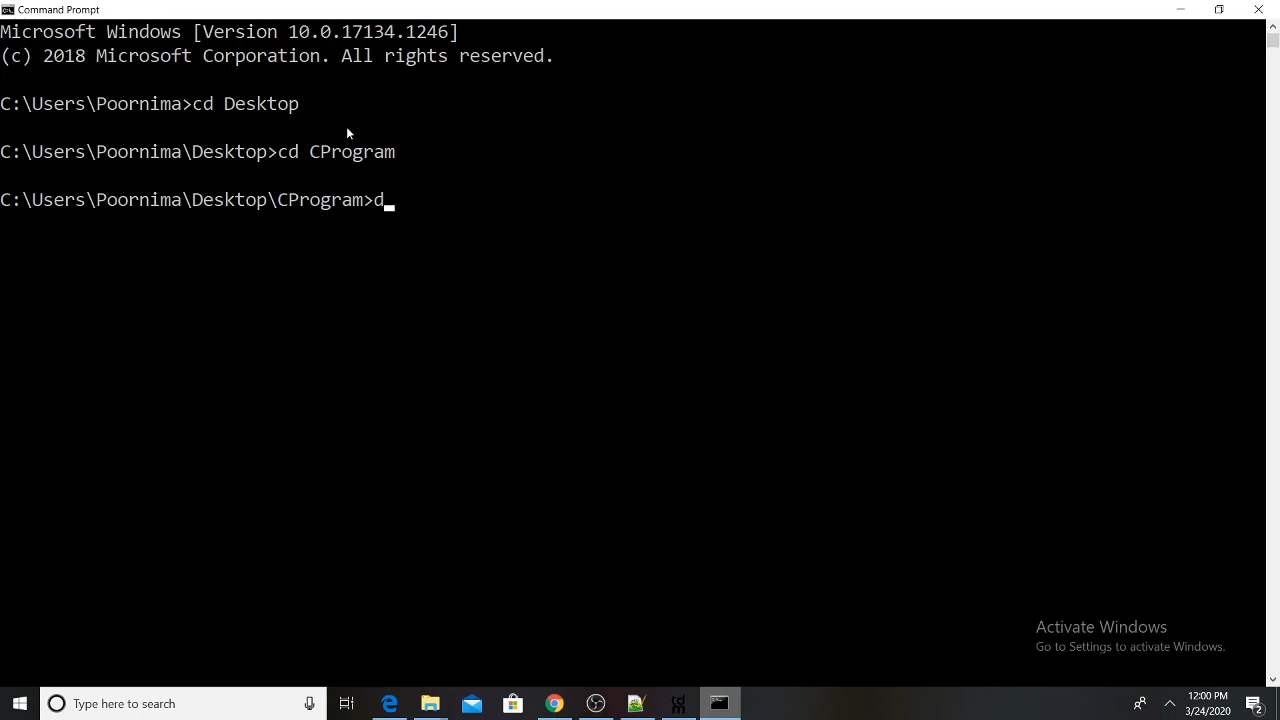 Command Prompt
Microsoft Windows [Version 10.0.17134.1246]
(c) 2018 Microsoft Corporation. All rights reserved.
C:\Users\Poornima>cd Desktop
C:\Users\Poornima\Desktop>cd CProgram
C:\Users\Poornima\Desktop\CProgram>d
Activate Windows
Go to Settings to activate Windows.
Type here to search
12:00 PM
3/24/2020
2